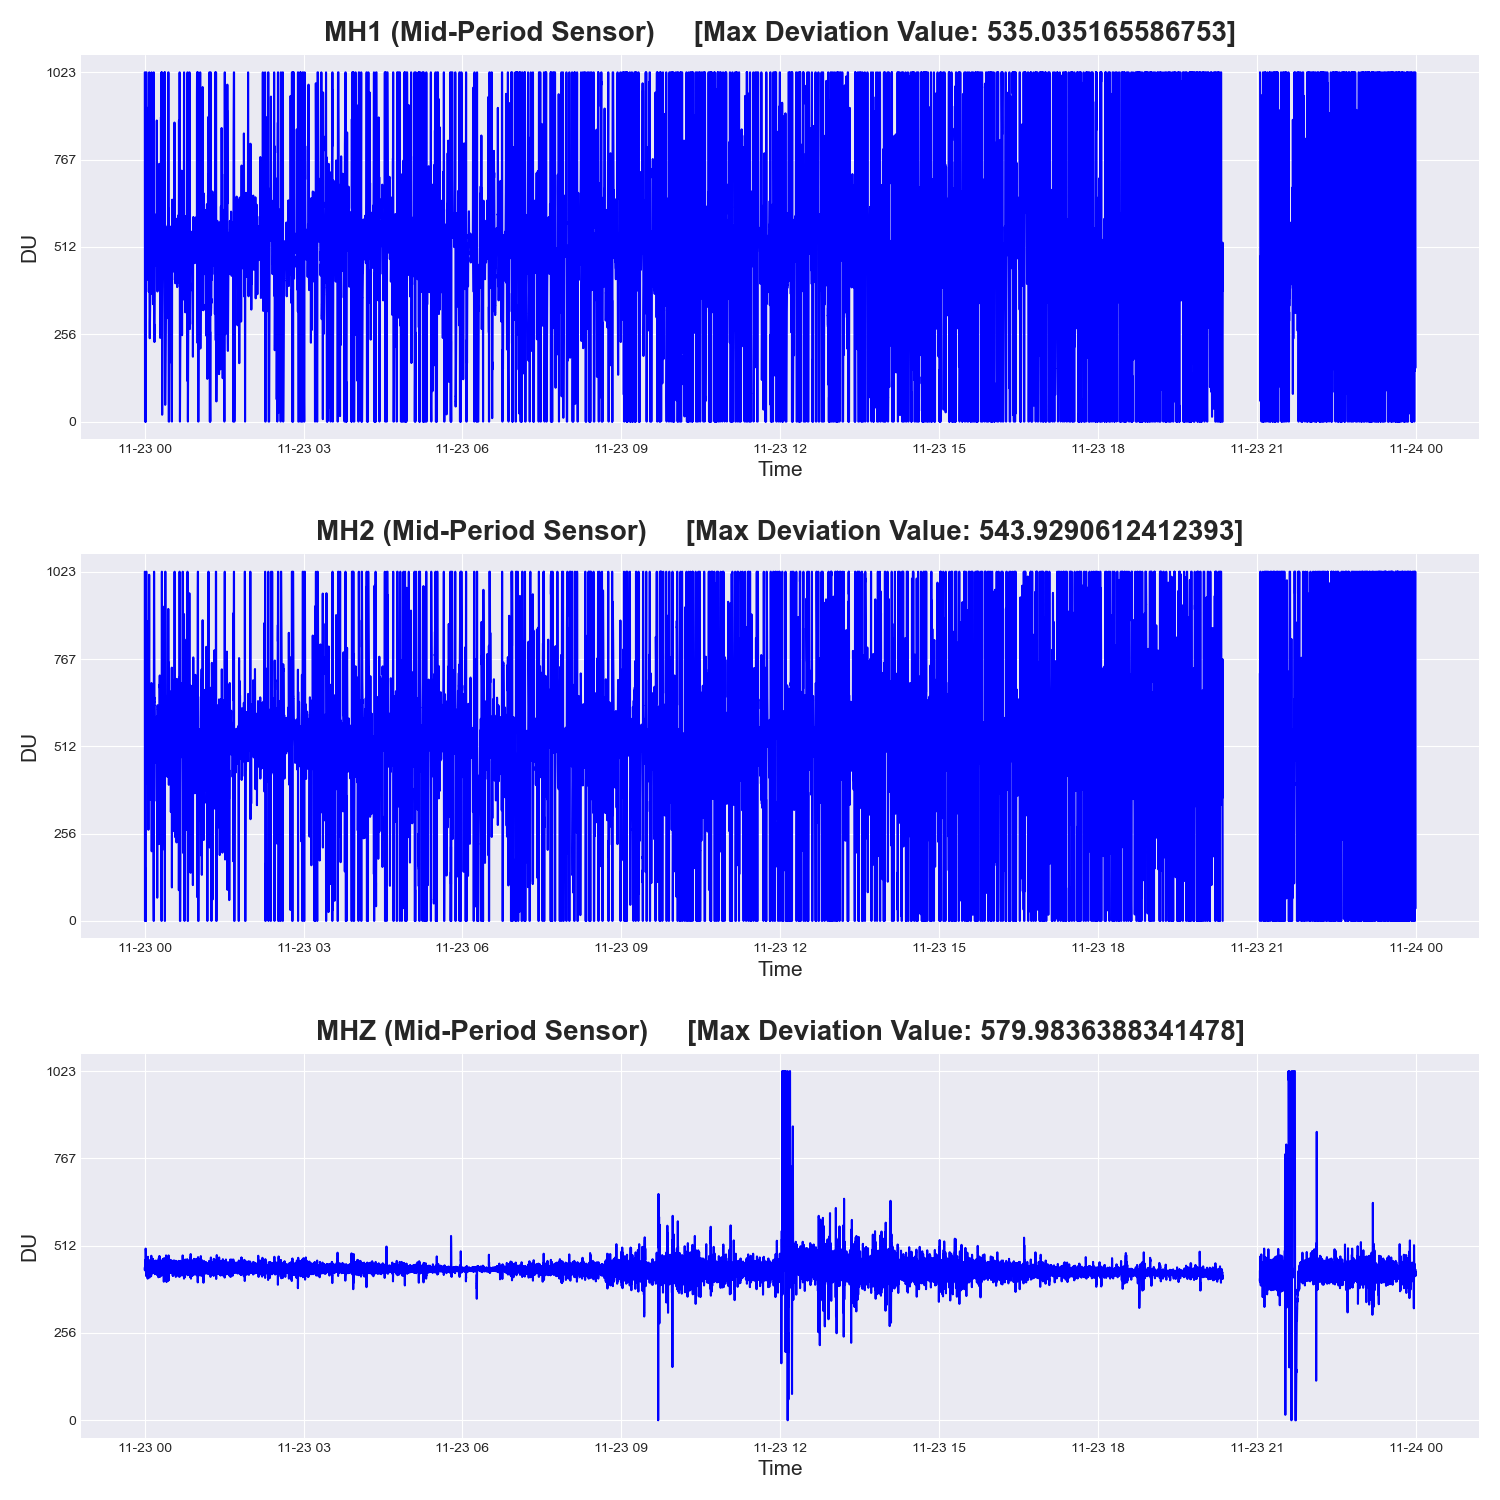 MH1 (Mid-Period Sensor) [Max Deviation Value: 535.035165586753]
1023
767
512
256
0
DU
11-23 00 11-23 03 11-23 06 11-23 09 11-23 12 11-23 15 11-23 18 11-23 21 11-24 00
Time
MH2 (Mid-Period Sensor) [Max Deviation Value: 543.9290612412393]
1023
767
512
256
0
DU
11-23 00 11-23 03 11-23 06 11-23 09 11-23 12 11-23 15 11-23 18 11-23 21 11-24 00
Time
MHZ (Mid-Period Sensor) [Max Deviation Value: 579.9836388341478]
1023
767
512
256
0
DU
11-23 00 11-23 03 11-23 06 11-23 09 11-23 12 11-23 15 11-23 18 11-23 21 11-24 00
Time